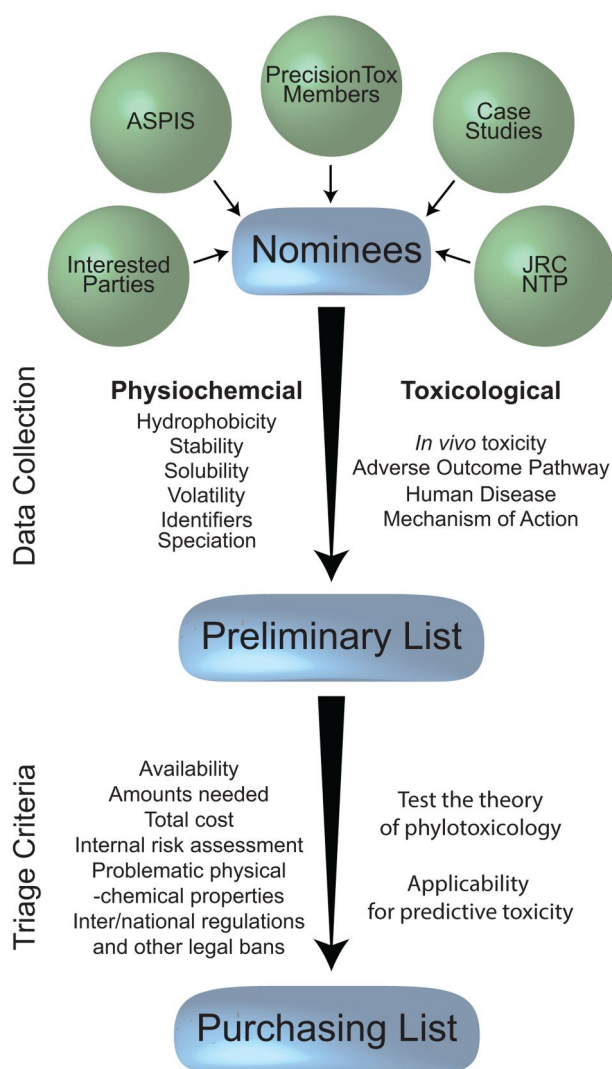 PrecisionTox
Members
ASPIS
Case
Studies
Interested
Parties
Nominees
JRC
NTP
Data Collection
Physiochemcial
Hydrophobicity
Stability
Solubility
Volatility
Identifiers
Speciation
Toxicological
In vivo toxicity
Adverse Outcome Pathway
Human Disease
Mechanism of Action
Preliminary List
Triage Criteria
Availability
Amounts needed
Total cost
Internal risk assessment
Problematic physical
-chemical properties
Inter/national regulations
and other legal bans
Test the theory
of phylotoxicology
Applicability
for predictive toxicity
Purchasing List